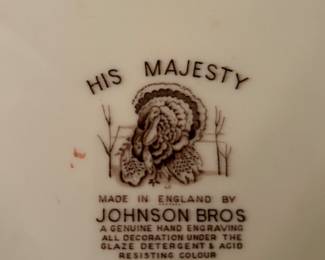 HIS MAJESTY
MADE IN ENGLAND BY
JOHNSON BROS
A GENUINE HAND ENGRAVING
ALL DECORATION UNDER THE
GLAZE DETERGENT & ACID
RESISTING COLOUR